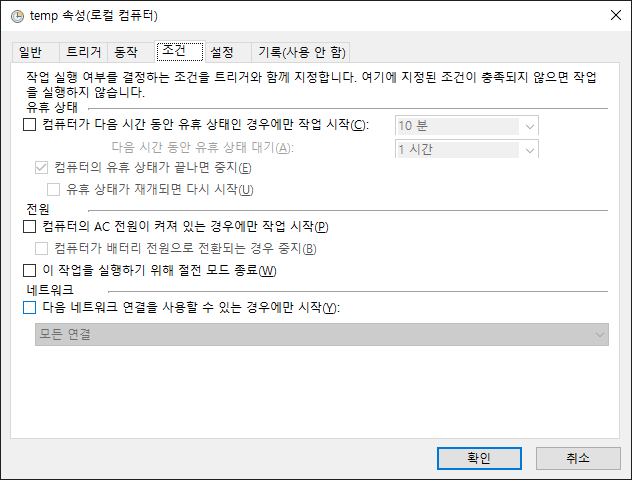 temp 속성(로컬 컴퓨터)
일반 트리거 동작 조건 설정 기록(사용 안 함)
작업 실행 여부를 결정하는 조건을 트리거와 함께 지정합니다. 여기에 지정된 조건이 충족되지 않으면 작업
을 실행하지 않습니다.
유휴 상태
컴퓨터가 다음 시간 동안 유휴 상태인 경우에만 작업 시작(C): 10 분
다음 시간 동안 유휴 상태 대기(A): 1 시간
컴퓨터의 유휴 상태가 끝나면 중지(E)
유휴 상태가 재개되면 다시 시작(U)
전원
컴퓨터의 AC 전원이 켜져 있는 경우에만 작업 시작(P)
컴퓨터가 배터리 전원으로 전환되는 경우 중지(B)
이 작업을 실행하기 위해 절전 모드 종료(W)
네트워크
다음 네트워크 연결을 사용할 수 있는 경우에만 시작(Y):
모든 연결
확인 취소